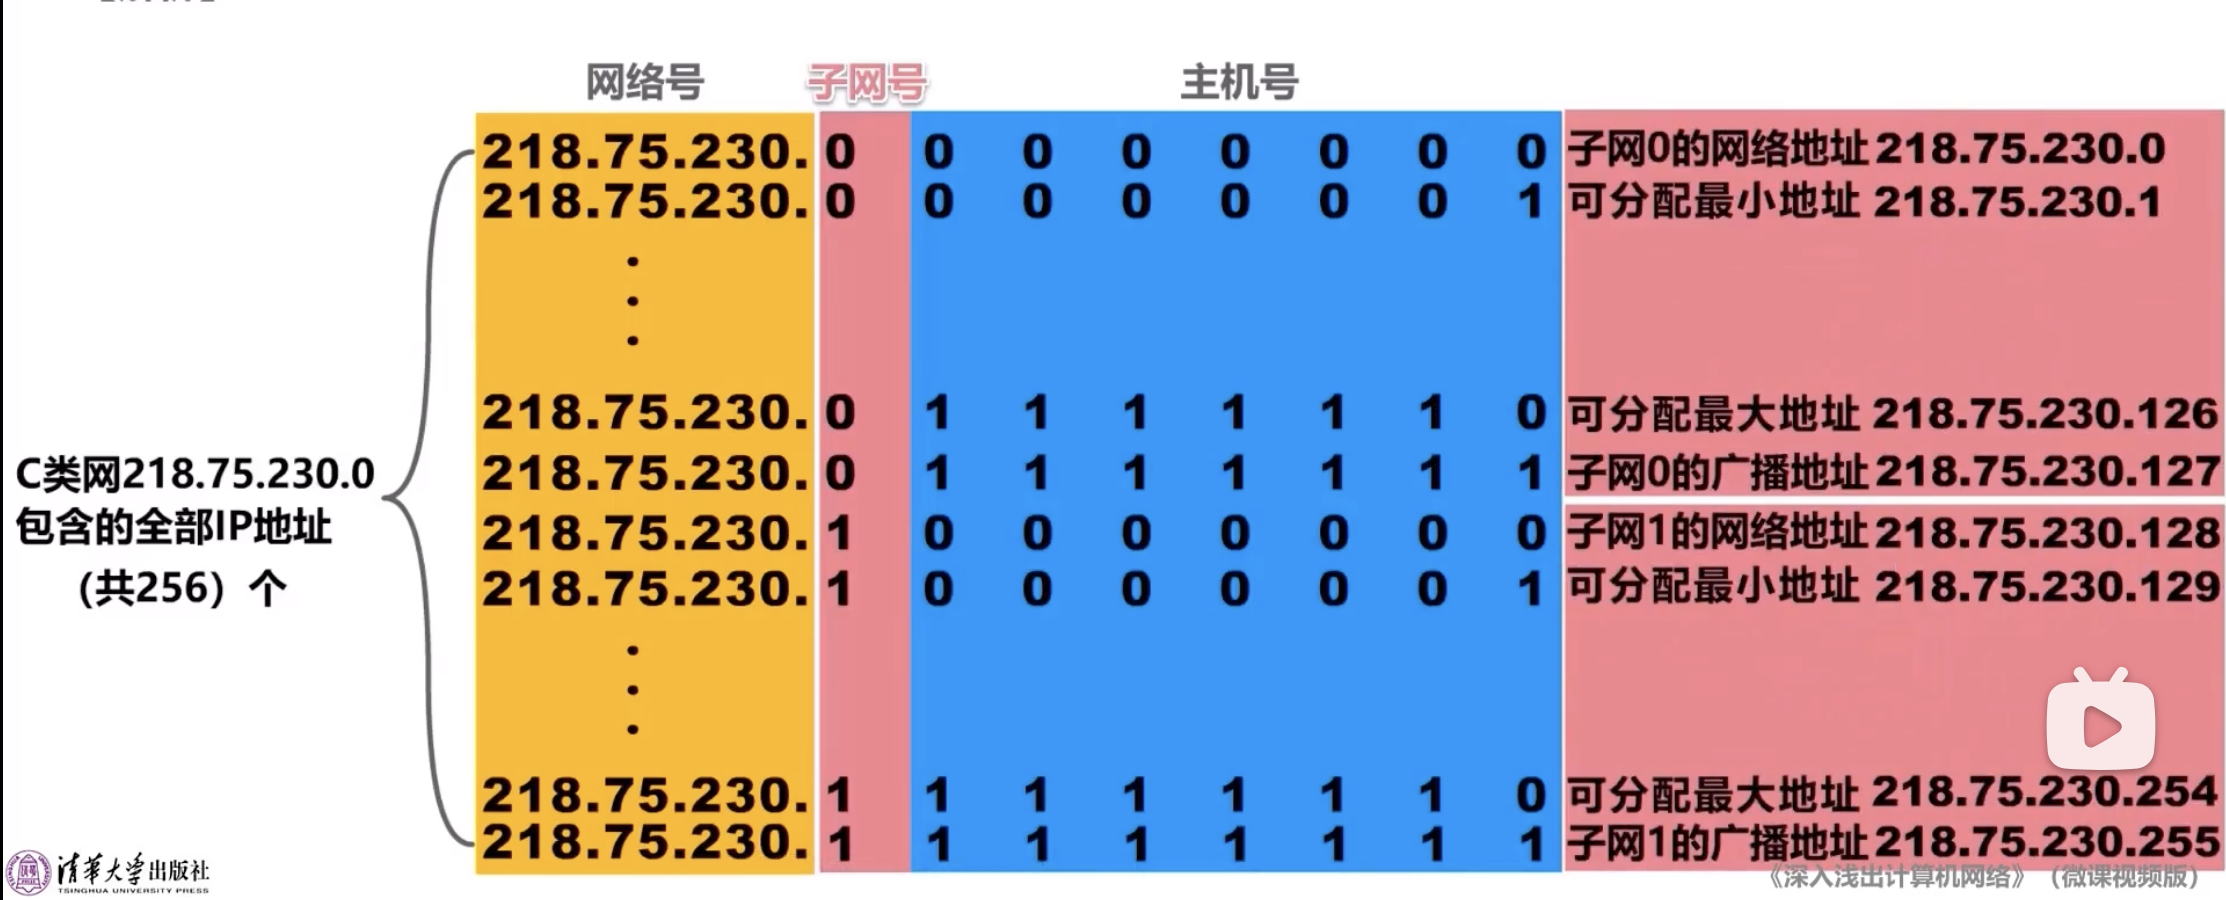 网络号 子网号 主机号
218.75.230. 0 0 0 0 0 0 0 0 子网0的网络地址 218.75.230.0
218.75.230. 0 0 0 0 0 0 0 1 可分配最小地址 218.75.230.1
218.75.230. 0 1 1 1 1 1 1 0 可分配最大地址 218.75.230.126
218.75.230. 0 1 1 1 1 1 1 1 子网0的广播地址 218.75.230.127
218.75.230. 1 0 0 0 0 0 0 0 子网1的网络地址 218.75.230.128
218.75.230. 1 0 0 0 0 0 0 1 可分配最小地址 218.75.230.129
218.75.230. 1 1 1 1 1 1 1 0 可分配最大地址 218.75.230.254
218.75.230. 1 1 1 1 1 1 1 1 子网1的广播地址 218.75.230.255
C类网218.75.230.0
包含的全部IP地址
（共256）个
清华大学出版社
TSINGHUA UNIVERSITY PRESS
《深入浅出计算机网络》（微课视频版）